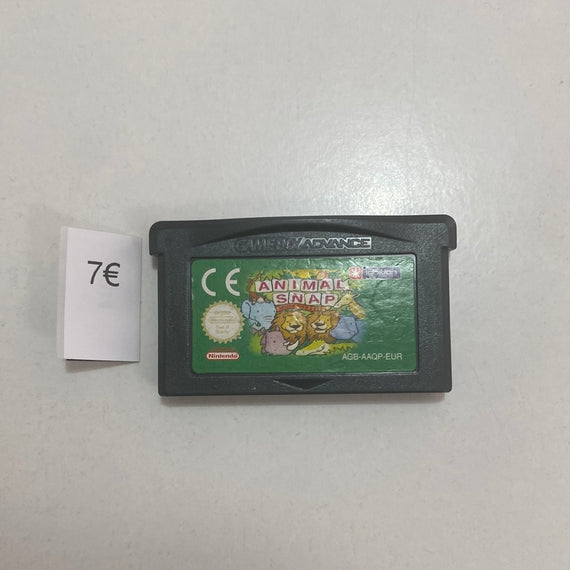 7€
GAME BOY ADVANCE
CE
ANIMAL
SNAP
Nintendo
AGB-AAQP-EUR